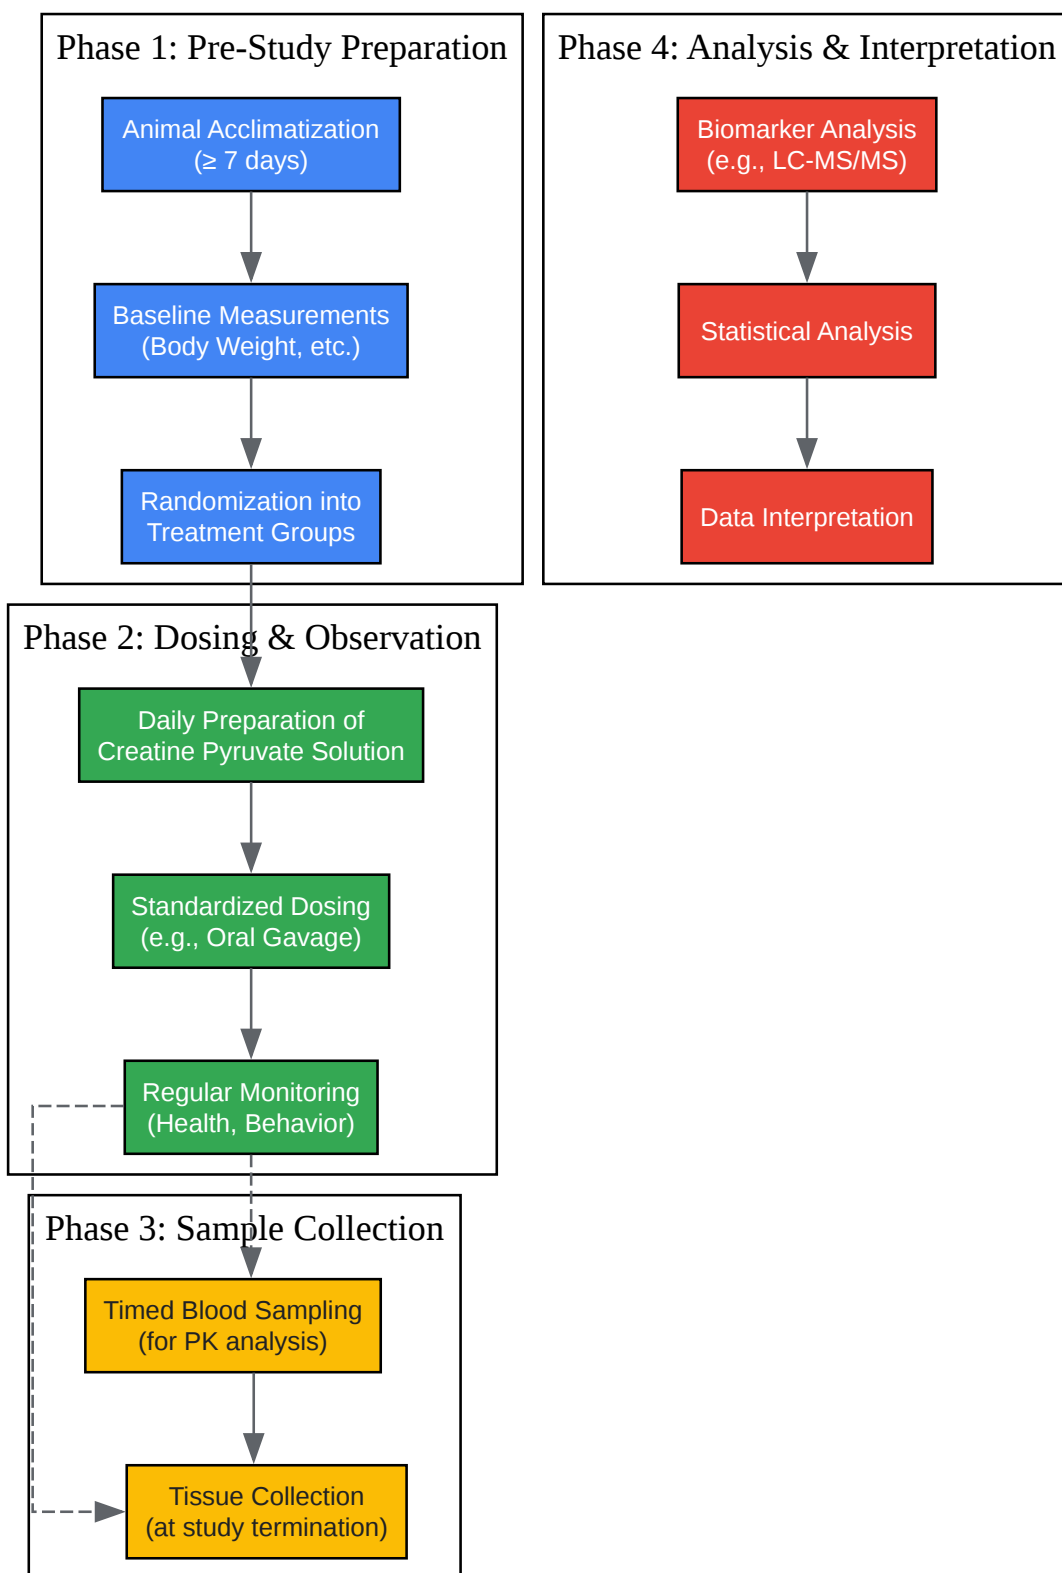 Phase 1: Pre-Study Preparation
Animal Acclimatization
(≥ 7 days)
Baseline Measurements
(Body Weight, etc.)
Randomization into
Treatment Groups
Phase 2: Dosing & Observation
Daily Preparation of
Creatine Pyruvate Solution
Standardized Dosing
(e.g., Oral Gavage)
Regular Monitoring
(Health, Behavior)
Phase 3: Sample Collection
Timed Blood Sampling
(for PK analysis)
Tissue Collection
(at study termination)
Phase 4: Analysis & Interpretation
Biomarker Analysis
(e.g., LC-MS/MS)
Statistical Analysis
Data Interpretation